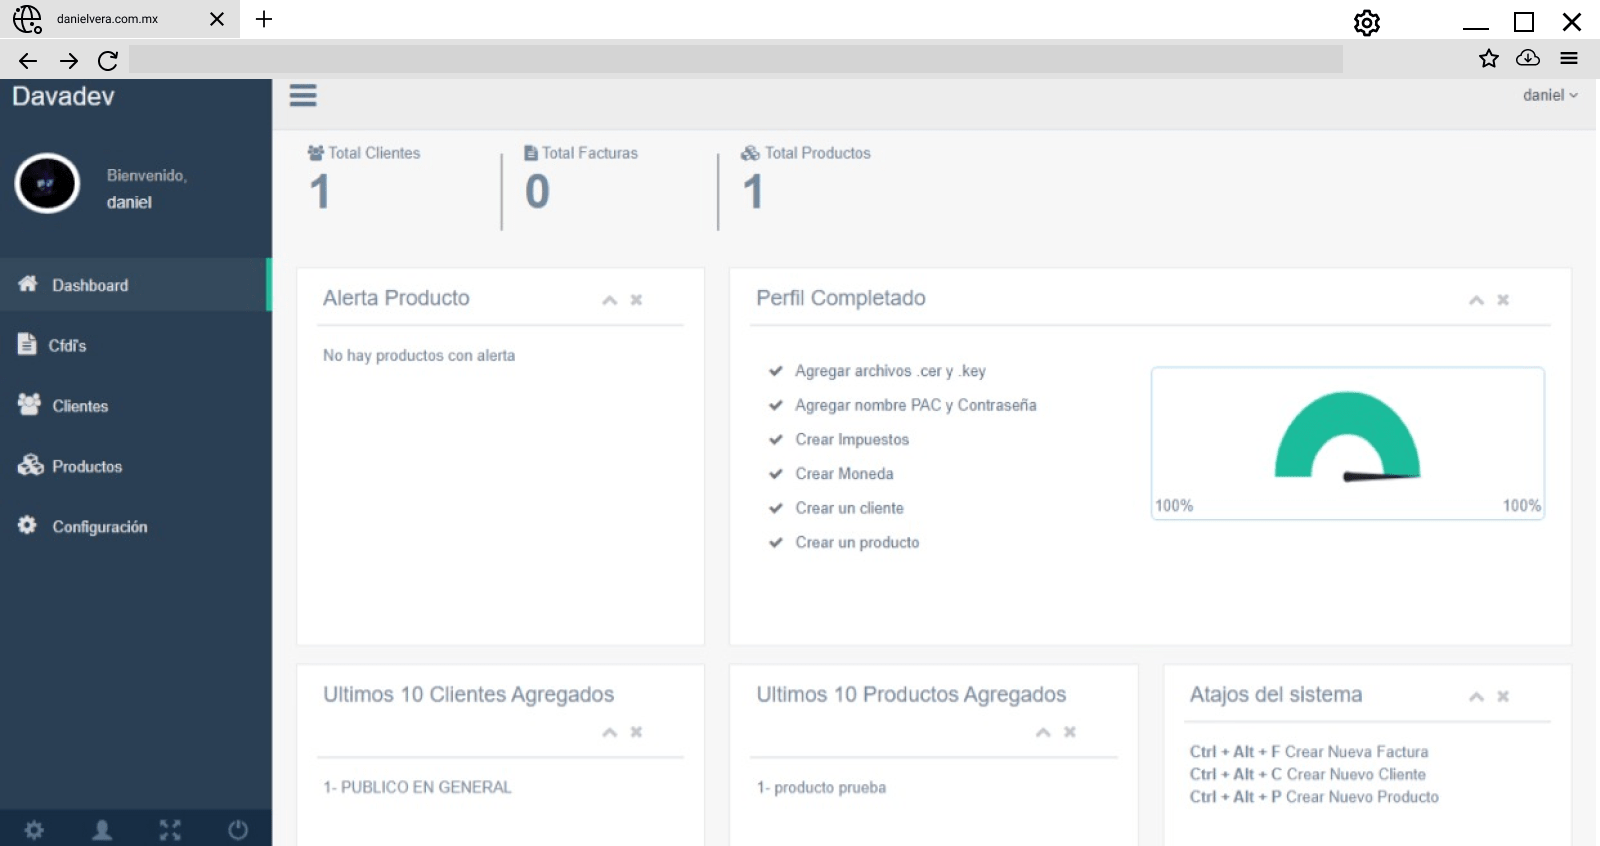 danielvera.com.mx
Davadev
daniel
Bienvenido,
daniel
Dashboard
Cfdi's
Clientes
Productos
Configuración
Total Clientes
1
Total Facturas
0
Total Productos
1
Alerta Producto
No hay productos con alerta
Perfil Completado
Agregar archivos .cer y .key
Agregar nombre PAC y Contraseña
Crear Impuestos
Crear Moneda
Crear un cliente
Crear un producto
100%
100%
Ultimos 10 Clientes Agregados
1- PUBLICO EN GENERAL
Ultimos 10 Productos Agregados
1- producto prueba
Atajos del sistema
Ctrl + Alt + F Crear Nueva Factura
Ctrl + Alt + C Crear Nuevo Cliente
Ctrl + Alt + P Crear Nuevo Producto